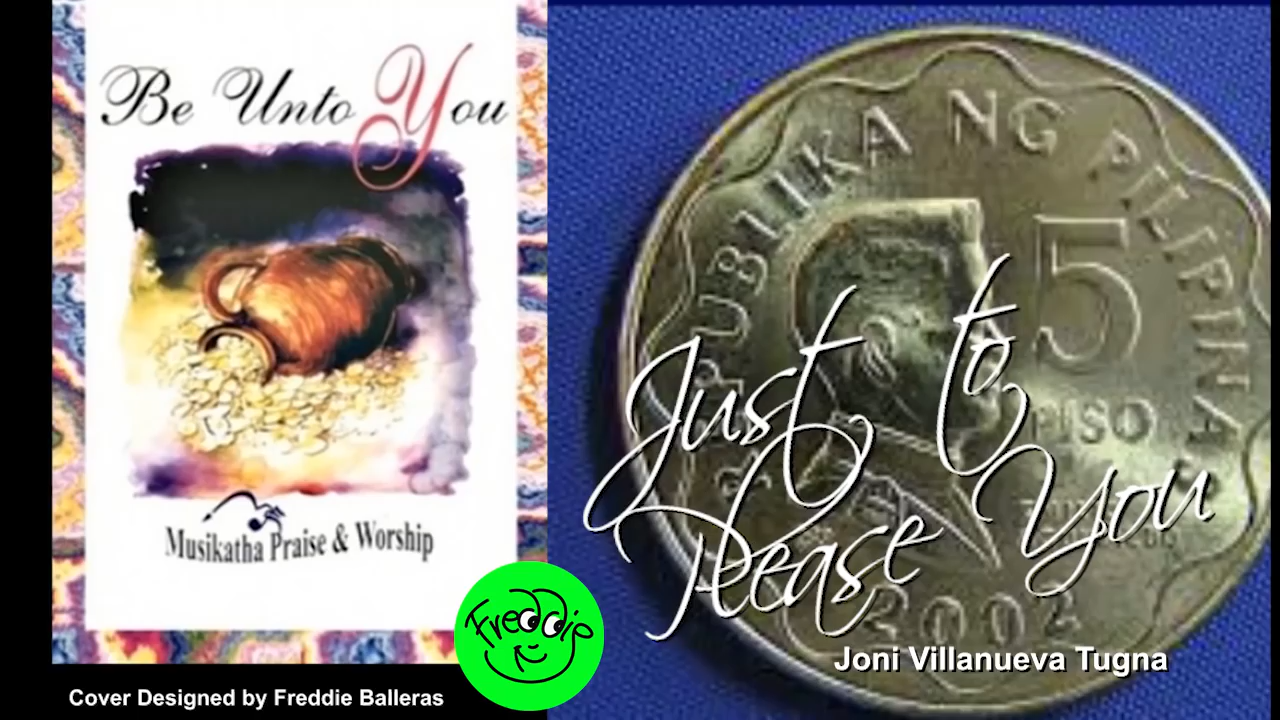 Be Unto You
Musikatha Praise & Worship
Cover Designed by Freddie Balleras
Freddie
REPUBLIKA NG PILIPINAS
5
PISO
2002
Just to
Please You
Joni Villanueva Tugna